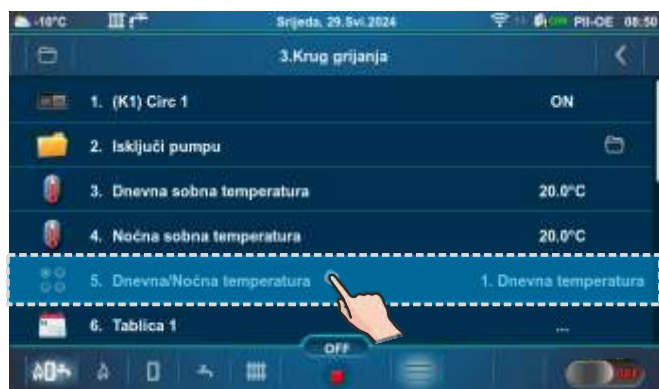 -10°C Srijeda, 29.Svi.2024 ON PII-OE 08:50
3.Krug grijanja
1. (K1) Circ 1 ON
2. Isključi pumpu
3. Dnevna sobna temperatura 20.0°C
4. Noćna sobna temperatura 20.0°C
5. Dnevna/Noćna temperatura 1. Dnevna temperatura
6. Tablica 1 ...
OFF
OFF